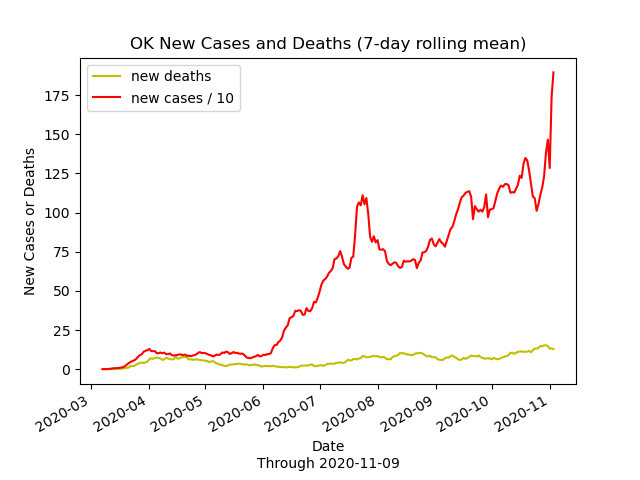 OK New Cases and Deaths (7-day rolling mean)
new deaths
new cases / 10
175
150
125
100
75
50
25
0
New Cases or Deaths
2020-03
2020-04
2020-05
2020-06
2020-07
2020-08
2020-09
2020-10
2020-11
Date
Through 2020-11-09